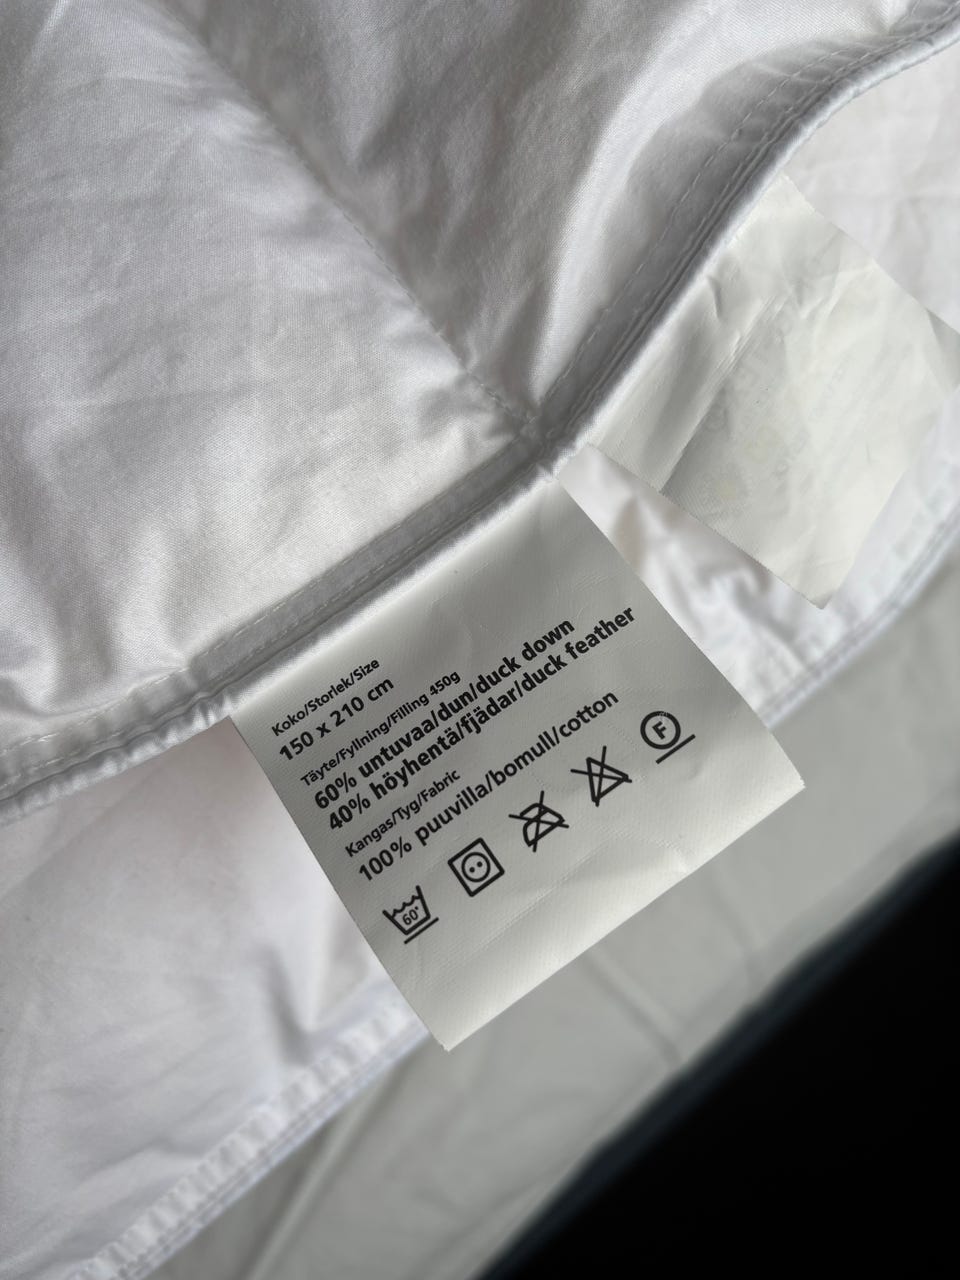 Koko/Storlek/Size
150 x 210 cm
Täyte/Fyllning/Filling 450g
60% untuvaa/dun/duck down
40% höyhentä/fjädar/duck feather
Kangas/Tyg/Fabric
100% puuvilla/bomull/cotton
60° F